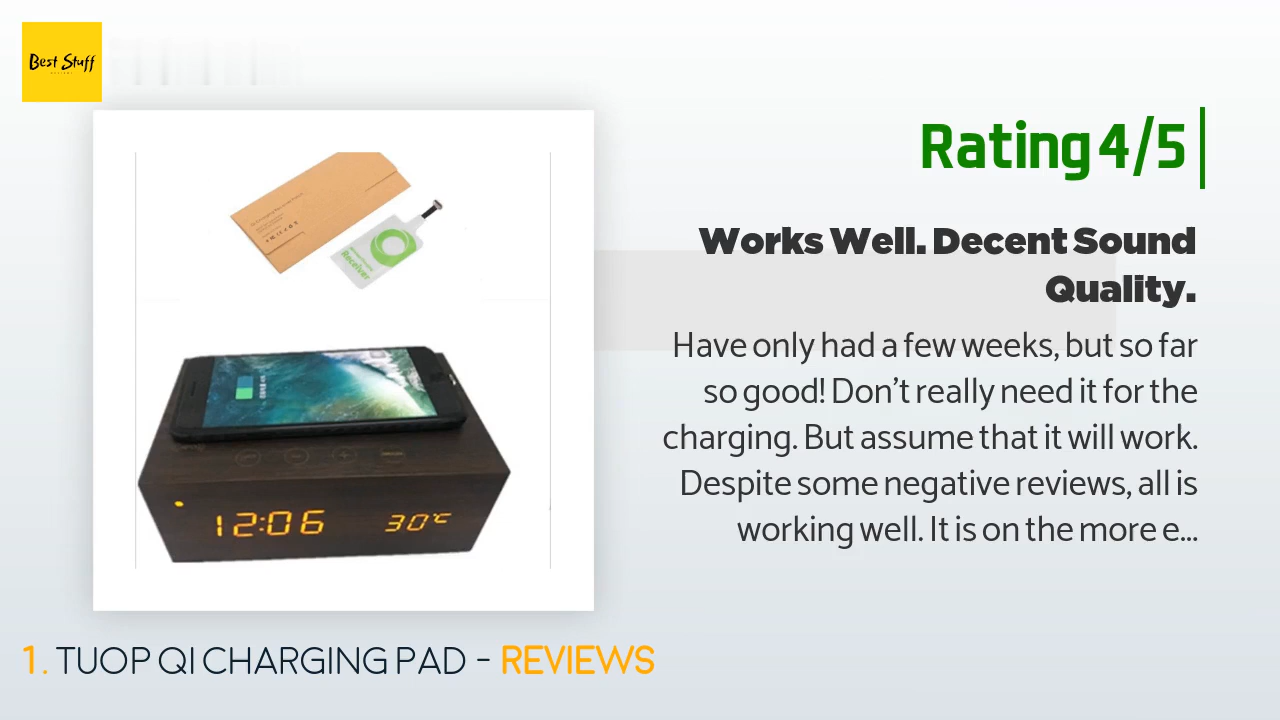 Best Stuff
Rating 4/5
Works Well. Decent Sound
Quality.
Have only had a few weeks, but so far
so good! Don't really need it for the
charging. But assume that it will work.
Despite some negative reviews, all is
working well. It is on the more e...
Receiver
12:06 30°C
1. TUOP QI CHARGING PAD - REVIEWS